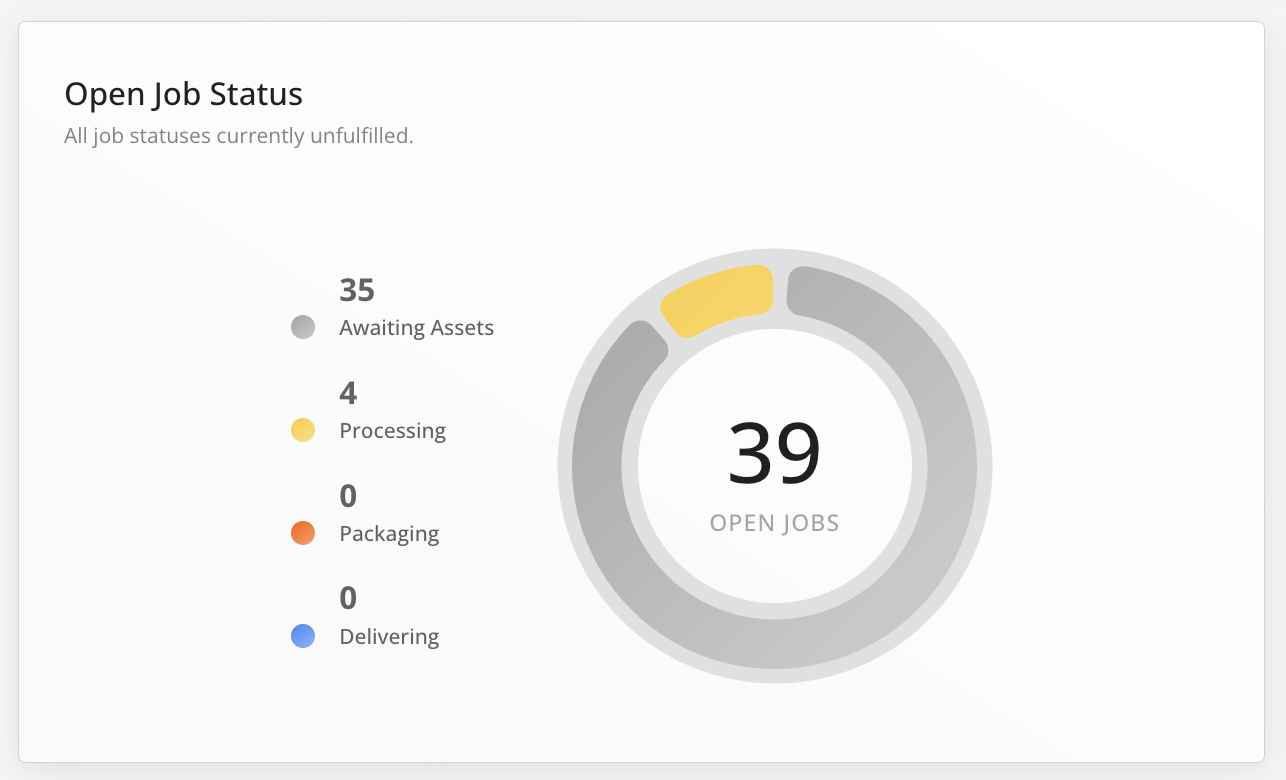 Open Job Status
All job statuses currently unfulfilled.
35
Awaiting Assets
4
Processing
0
Packaging
0
Delivering
39
OPEN JOBS